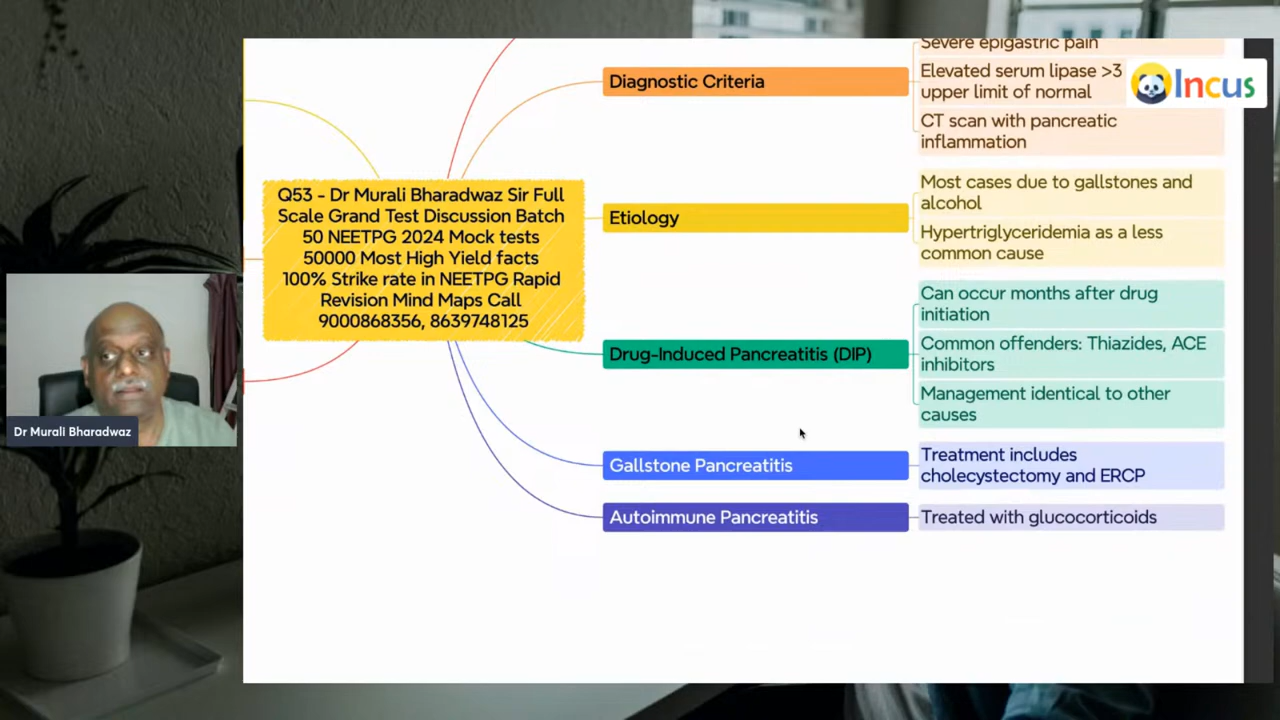 Severe epigastric pain
Diagnostic Criteria
Elevated serum lipase >3
upper limit of normal
CT scan with pancreatic
inflammation
Incus
Q53 - Dr Murali Bharadwaz Sir Full
Scale Grand Test Discussion Batch
50 NEETPG 2024 Mock tests
50000 Most High Yield facts
100% Strike rate in NEETPG Rapid
Revision Mind Maps Call
9000868356, 8639748125
Etiology
Most cases due to gallstones and
alcohol
Hypertriglyceridemia as a less
common cause
Drug-Induced Pancreatitis (DIP)
Can occur months after drug
initiation
Common offenders: Thiazides, ACE
inhibitors
Management identical to other
causes
Gallstone Pancreatitis
Treatment includes
cholecystectomy and ERCP
Autoimmune Pancreatitis
Treated with glucocorticoids
Dr Murali Bharadwaz